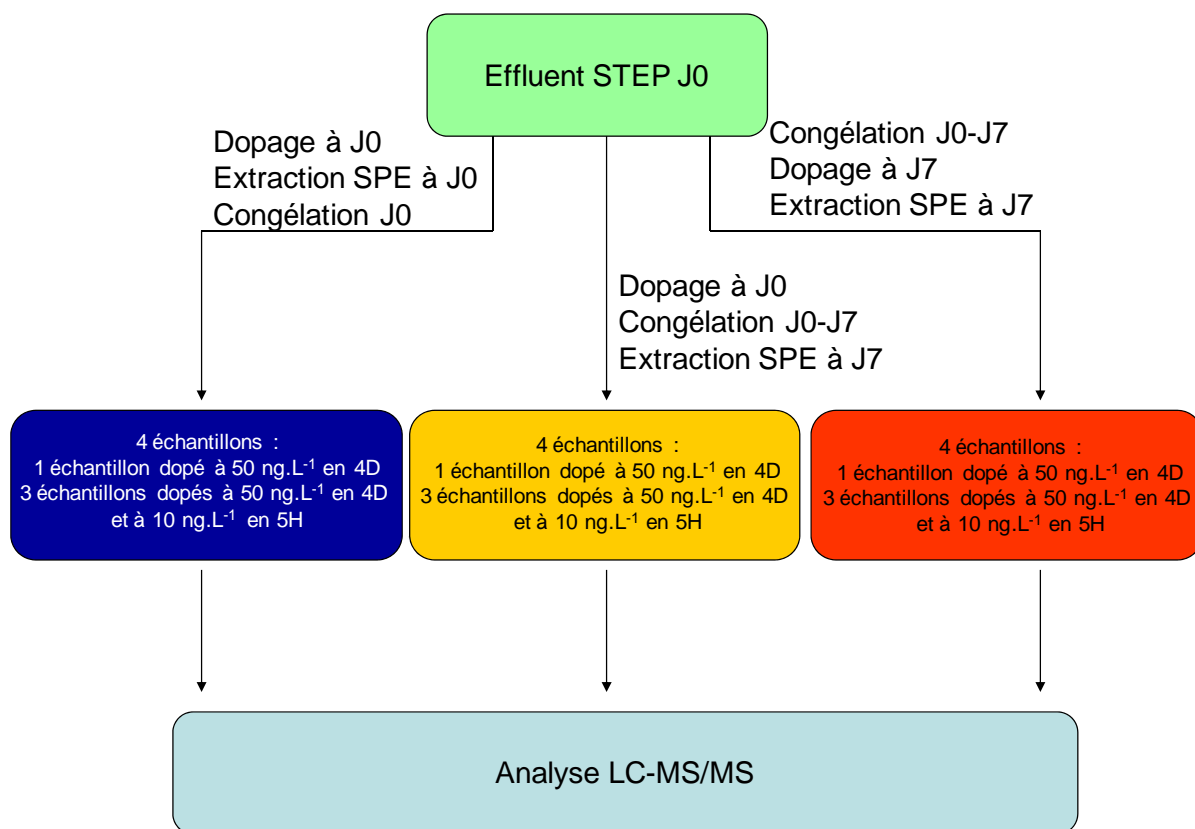 Effluent STEP J0
Dopage à J0
Extraction SPE à J0
Congélation J0
Congélation J0-J7
Dopage à J7
Extraction SPE à J7
Dopage à J0
Congélation J0-J7
Extraction SPE à J7
4 échantillons :
1 échantillon dopé à 50 ng.L⁻¹ en 4D
3 échantillons dopés à 50 ng.L⁻¹ en 4D
et à 10 ng.L⁻¹ en 5H
4 échantillons :
1 échantillon dopé à 50 ng.L⁻¹ en 4D
3 échantillons dopés à 50 ng.L⁻¹ en 4D
et à 10 ng.L⁻¹ en 5H
4 échantillons :
1 échantillon dopé à 50 ng.L⁻¹ en 4D
3 échantillons dopés à 50 ng.L⁻¹ en 4D
et à 10 ng.L⁻¹ en 5H
Analyse LC-MS/MS